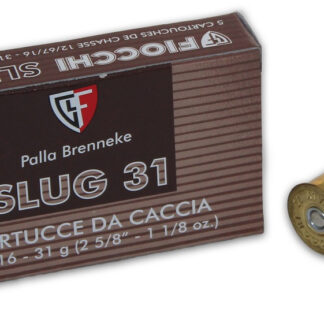 5 CARTOUCHES DE CHASSE 12/67/16 - 31
FIOCCHI SLU
Palla Brenneke
SLUG 31
RTUCCE DA CACCIA
16 - 31 g (2 5/8" - 1 1/8 oz.)